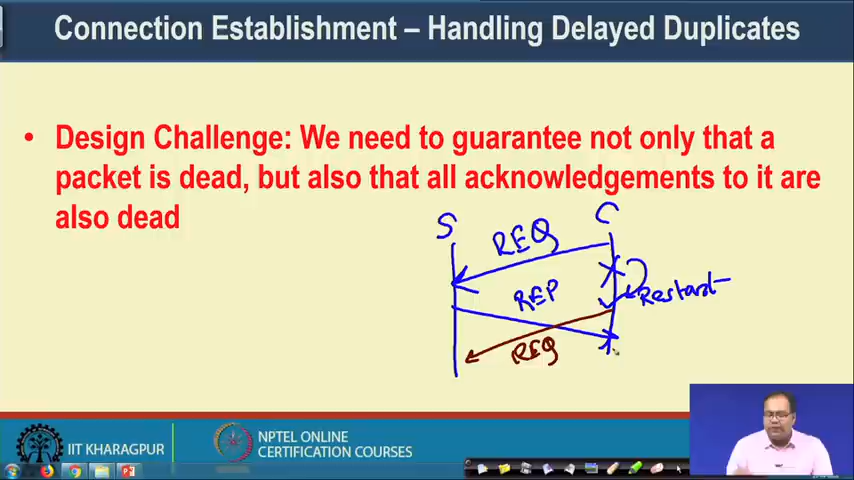 Connection Establishment – Handling Delayed Duplicates
• Design Challenge: We need to guarantee not only that a
packet is dead, but also that all acknowledgements to it are
also dead
S
C
REQ
REP
Restart
REQ
IIT KHARAGPUR
NPTEL ONLINE
CERTIFICATION COURSES